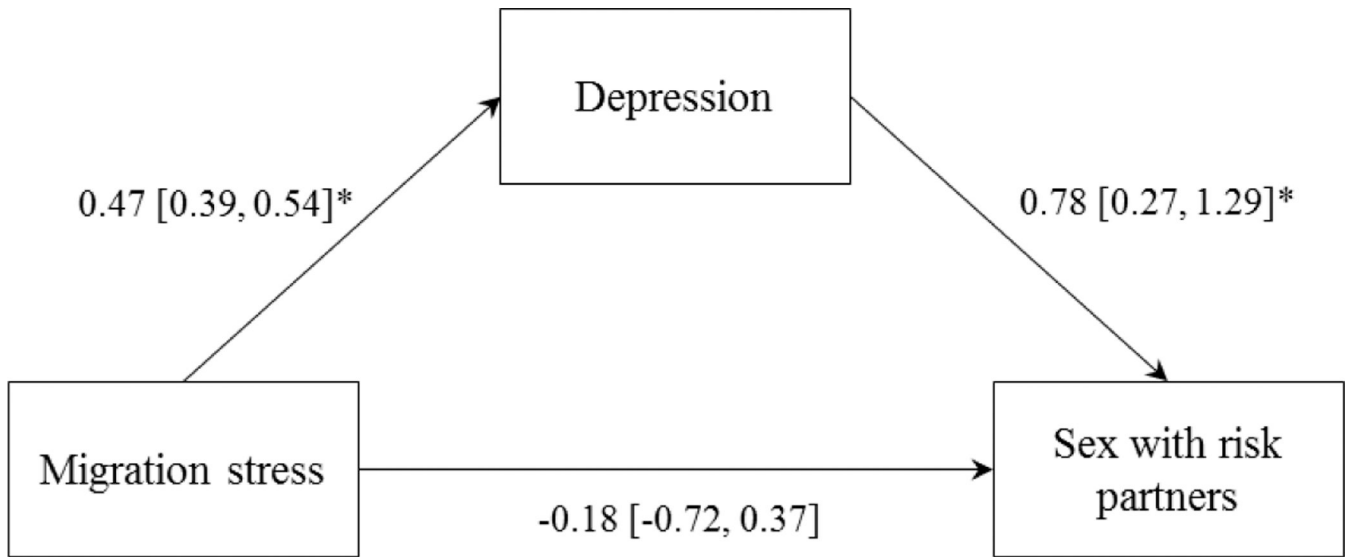 Depression
0.47 [0.39, 0.54]*
0.78 [0.27, 1.29]*
Migration stress
Sex with risk
partners
-0.18 [-0.72, 0.37]